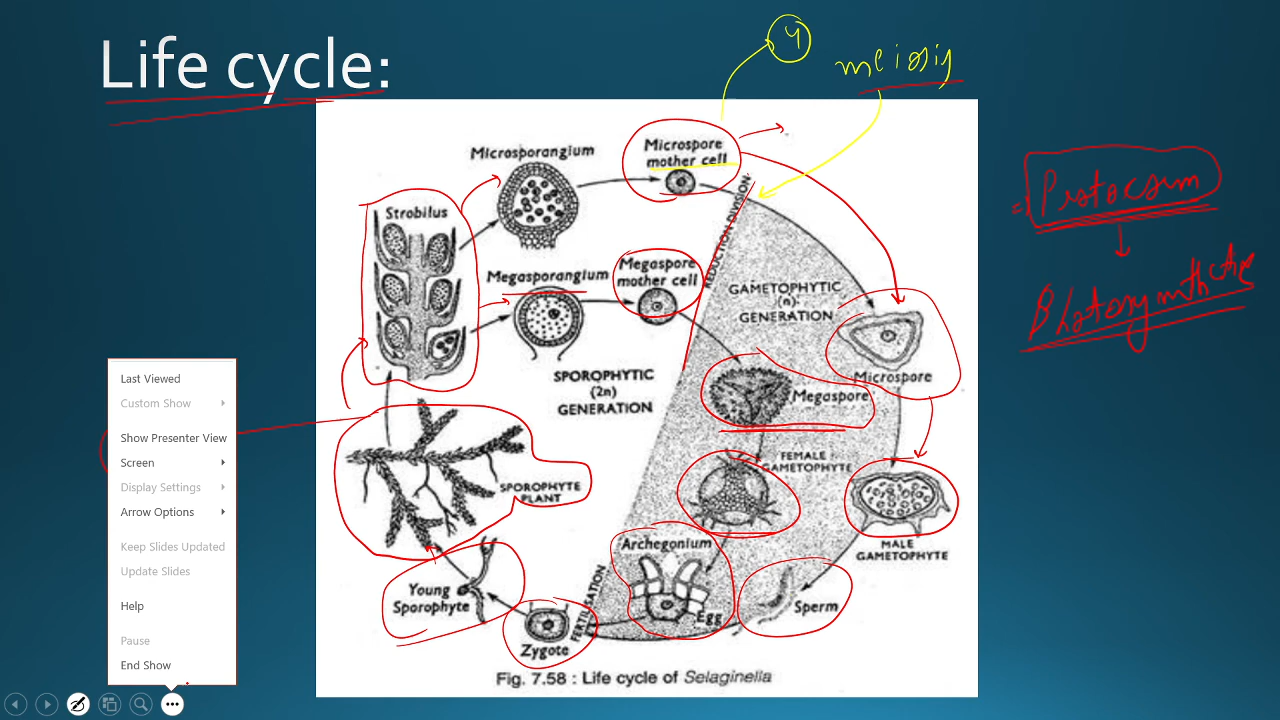 Life cycle:
4
meiosis
Microsporangium
Microspore
mother cell
Strobilus
Megasporangium
Megaspore
mother cell
REDUCTION DIVISION
GAMETOPHYTIC
(n)
GENERATION
Microspore
SPOROPHYTIC
(2n)
GENERATION
Megaspore
FEMALE
GAMETOPHYTE
SPOROPHYTE
PLANT
MALE
GAMETOPHYTE
Archegonium
Young
Sporophyte
FERTILISATION
Egg
Sperm
Zygote
Fig. 7.58 : Life cycle of Selaginella
Last Viewed
Custom Show
Show Presenter View
Screen
Display Settings
Arrow Options
Keep Slides Updated
Update Slides
Help
Pause
End Show